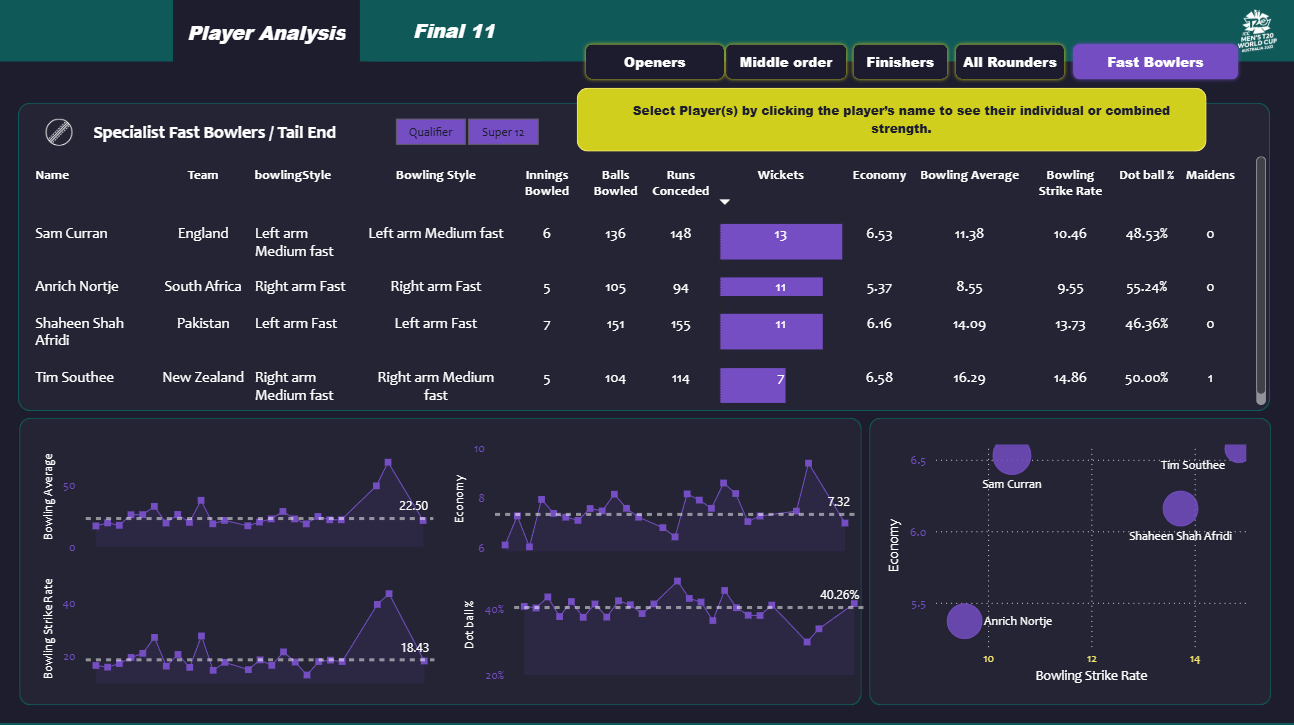 Player Analysis
Final 11
T20
ICC
MEN'S T20
WORLD CUP
AUSTRALIA 2022
Openers
Middle order
Finishers
All Rounders
Fast Bowlers
Select Player(s) by clicking the player's name to see their individual or combined
strength.
Specialist Fast Bowlers / Tail End
Qualifier
Super 12
Name Team bowlingStyle Bowling Style Innings Bowled Balls Bowled Runs Conceded Wickets Economy Bowling Average Bowling Strike Rate Dot ball % Maidens
Sam Curran England Left arm Medium fast Left arm Medium fast 6 136 148 13 6.53 11.38 10.46 48.53% 0
Anrich Nortje South Africa Right arm Fast Right arm Fast 5 105 94 11 5.37 8.55 9.55 55.24% 0
Shaheen Shah Afridi Pakistan Left arm Fast Left arm Fast 7 151 155 11 6.16 14.09 13.73 46.36% 0
Tim Southee New Zealand Right arm Medium fast Right arm Medium fast 5 104 114 7 6.58 16.29 14.86 50.00% 1
Bowling Average
50
0
22.50
Economy
10
8
6
7.32
Bowling Strike Rate
40
20
18.43
Dot ball%
40%
20%
40.26%
Economy
6.5
6.0
5.5
Tim Southee
Sam Curran
Shaheen Shah Afridi
Anrich Nortje
10 12 14
Bowling Strike Rate